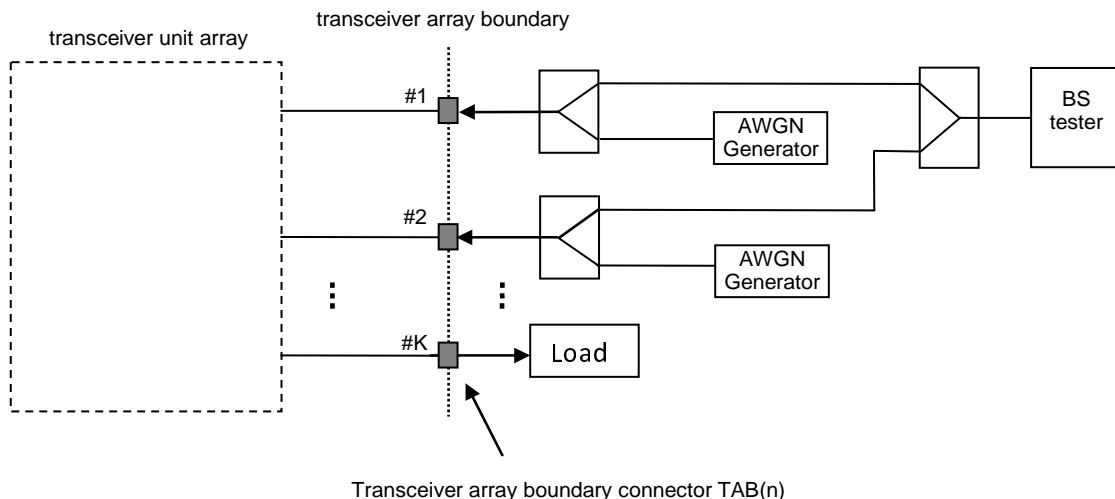 transceiver array boundary
transceiver unit array
#1
BS
tester
AWGN
Generator
#2
AWGN
Generator
#K
Load
Transceiver array boundary connector TAB(n)